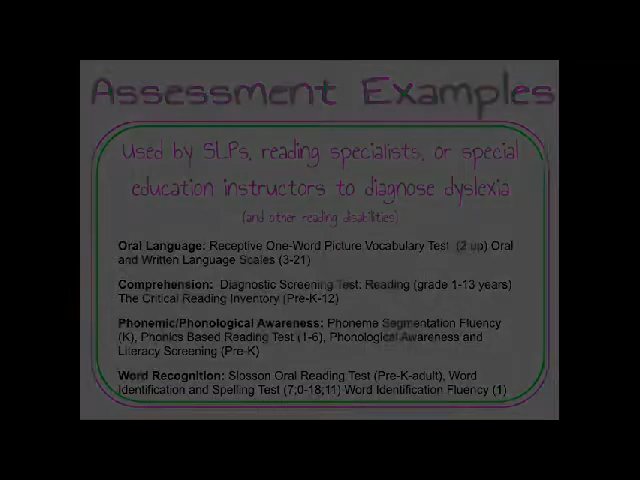 Assessment Examples
Used by SLPs, reading specialists, or special
education instructors to diagnose dyslexia
(and other reading disabilities)
Oral Language: Receptive One-Word Picture Vocabulary Test (2 up) Oral
and Written Language Scales (3-21)
Comprehension: Diagnostic Screening Test: Reading (grade 1-13 years)
The Critical Reading Inventory (Pre-K-12)
Phonemic/Phonological Awareness: Phoneme Segmentation Fluency
(K), Phonics Based Reading Test (1-6), Phonological Awareness and
Literacy Screening (Pre-K)
Word Recognition: Slosson Oral Reading Test (Pre-K-adult), Word
Identification and Spelling Test (7;0-18;11) Word Identification Fluency (1)